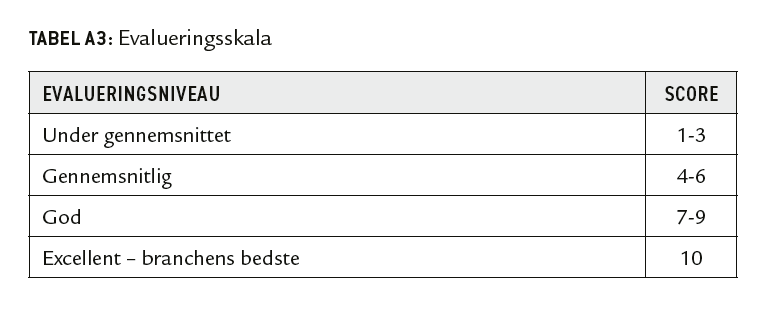 TABEL A3: Evalueringsskala
EVALUERINGSNIVEAU SCORE
Under gennemsnittet 1-3
Gennemsnitlig 4-6
God 7-9
Excellent – branchens bedste 10